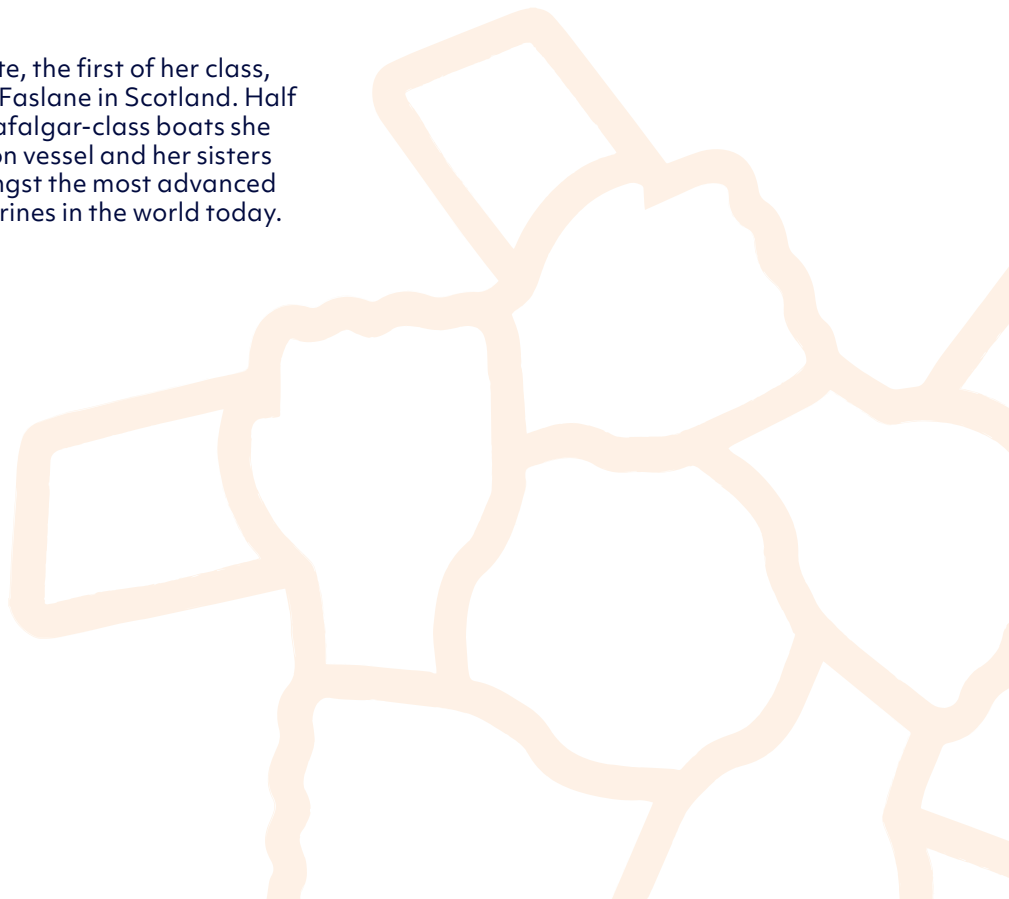 te, the first of her class,
Faslane in Scotland. Half
afalgar-class boats she
on vessel and her sisters
ngst the most advanced
rines in the world today.